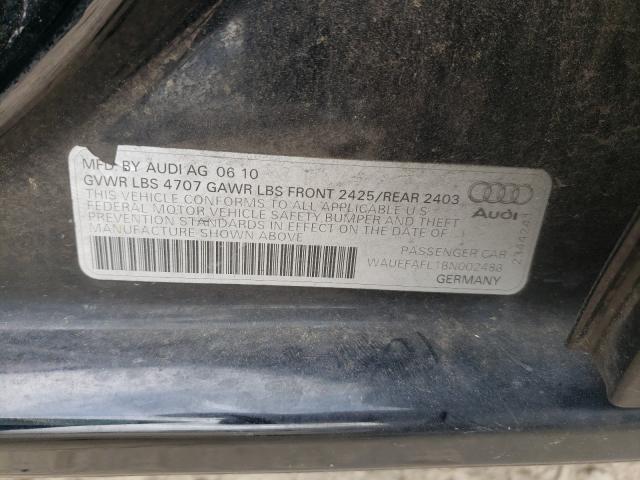 MFD. BY AUDI AG 06 10
GVWR LBS 4707 GAWR LBS FRONT 2425/REAR 2403
THIS VEHICLE CONFORMS TO ALL APPLICABLE U S
FEDERAL MOTOR VEHICLE SAFETY BUMPER AND THEFT
PREVENTION STANDARDS IN EFFECT ON THE DATE OF
MANUFACTURE SHOWN ABOVE
Audi
PASSENGER CAR
WAUEFAFL1BN002488
GERMANY